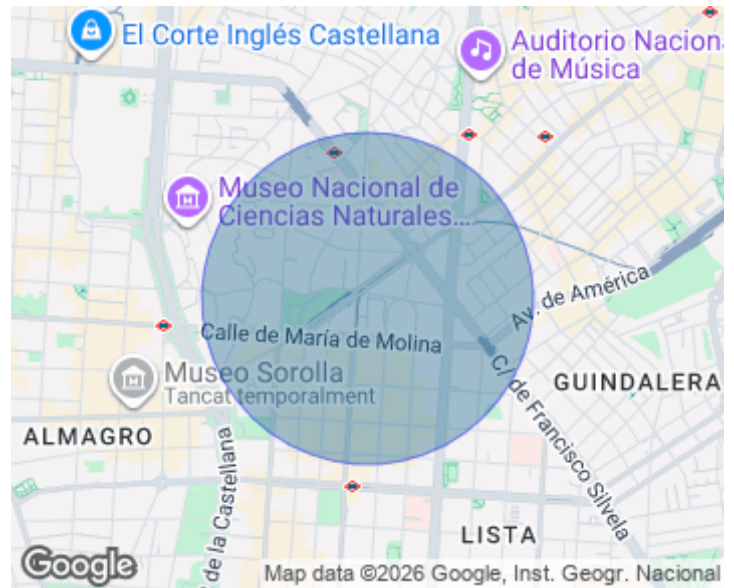 El Corte Inglés Castellana
Auditorio Nacion
de Música
Museo Nacional de
Ciencias Naturales...
Av. de América
Calle de María de Molina
Museo Sorolla
Tancat temporalment
C/ de Francisco Silvela
GUINDALERA
ALMAGRO
de la Castellana
LISTA
Google
Map data ©2026 Google, Inst. Geogr. Nacional